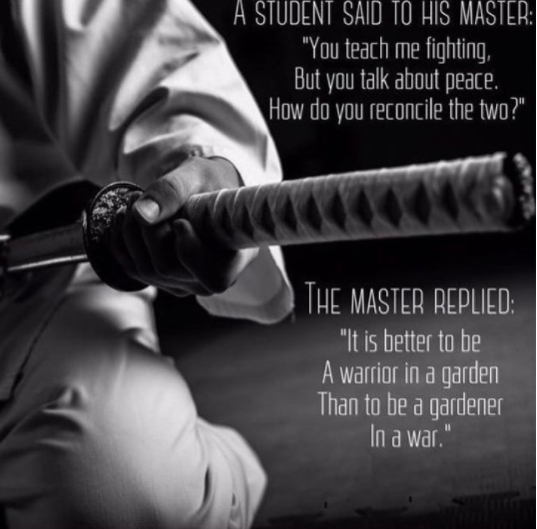 A STUDENT SAID TO HIS MASTER:
"You teach me fighting,
But you talk about peace.
How do you reconcile the two?"
THE MASTER REPLIED:
"It is better to be
A warrior in a garden
Than to be a gardener
In a war."